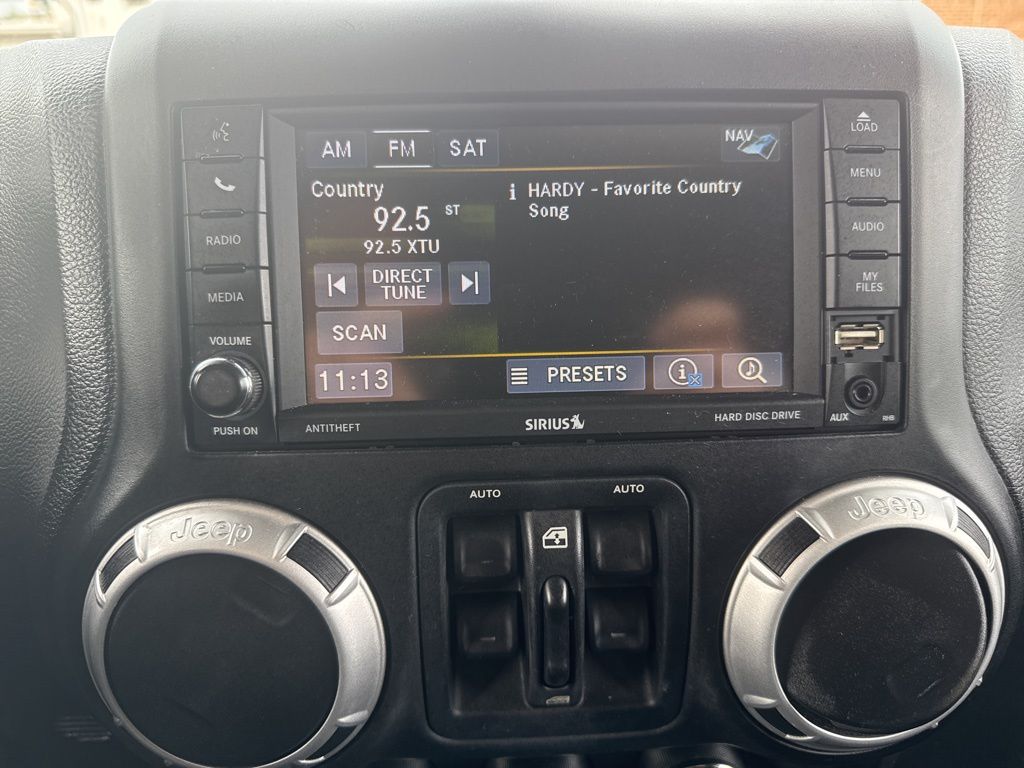 AM FM SAT NAV
LOAD
MENU
AUDIO
MY
FILES
RADIO
MEDIA
VOLUME
PUSH ON
Country
92.5 ST
92.5 XTU
i HARDY - Favorite Country
Song
DIRECT
TUNE
SCAN
11:13
PRESETS
i
ANTITHEFT
SIRIUS
HARD DISC DRIVE
AUX
RHB
AUTO
AUTO
Jeep
Jeep